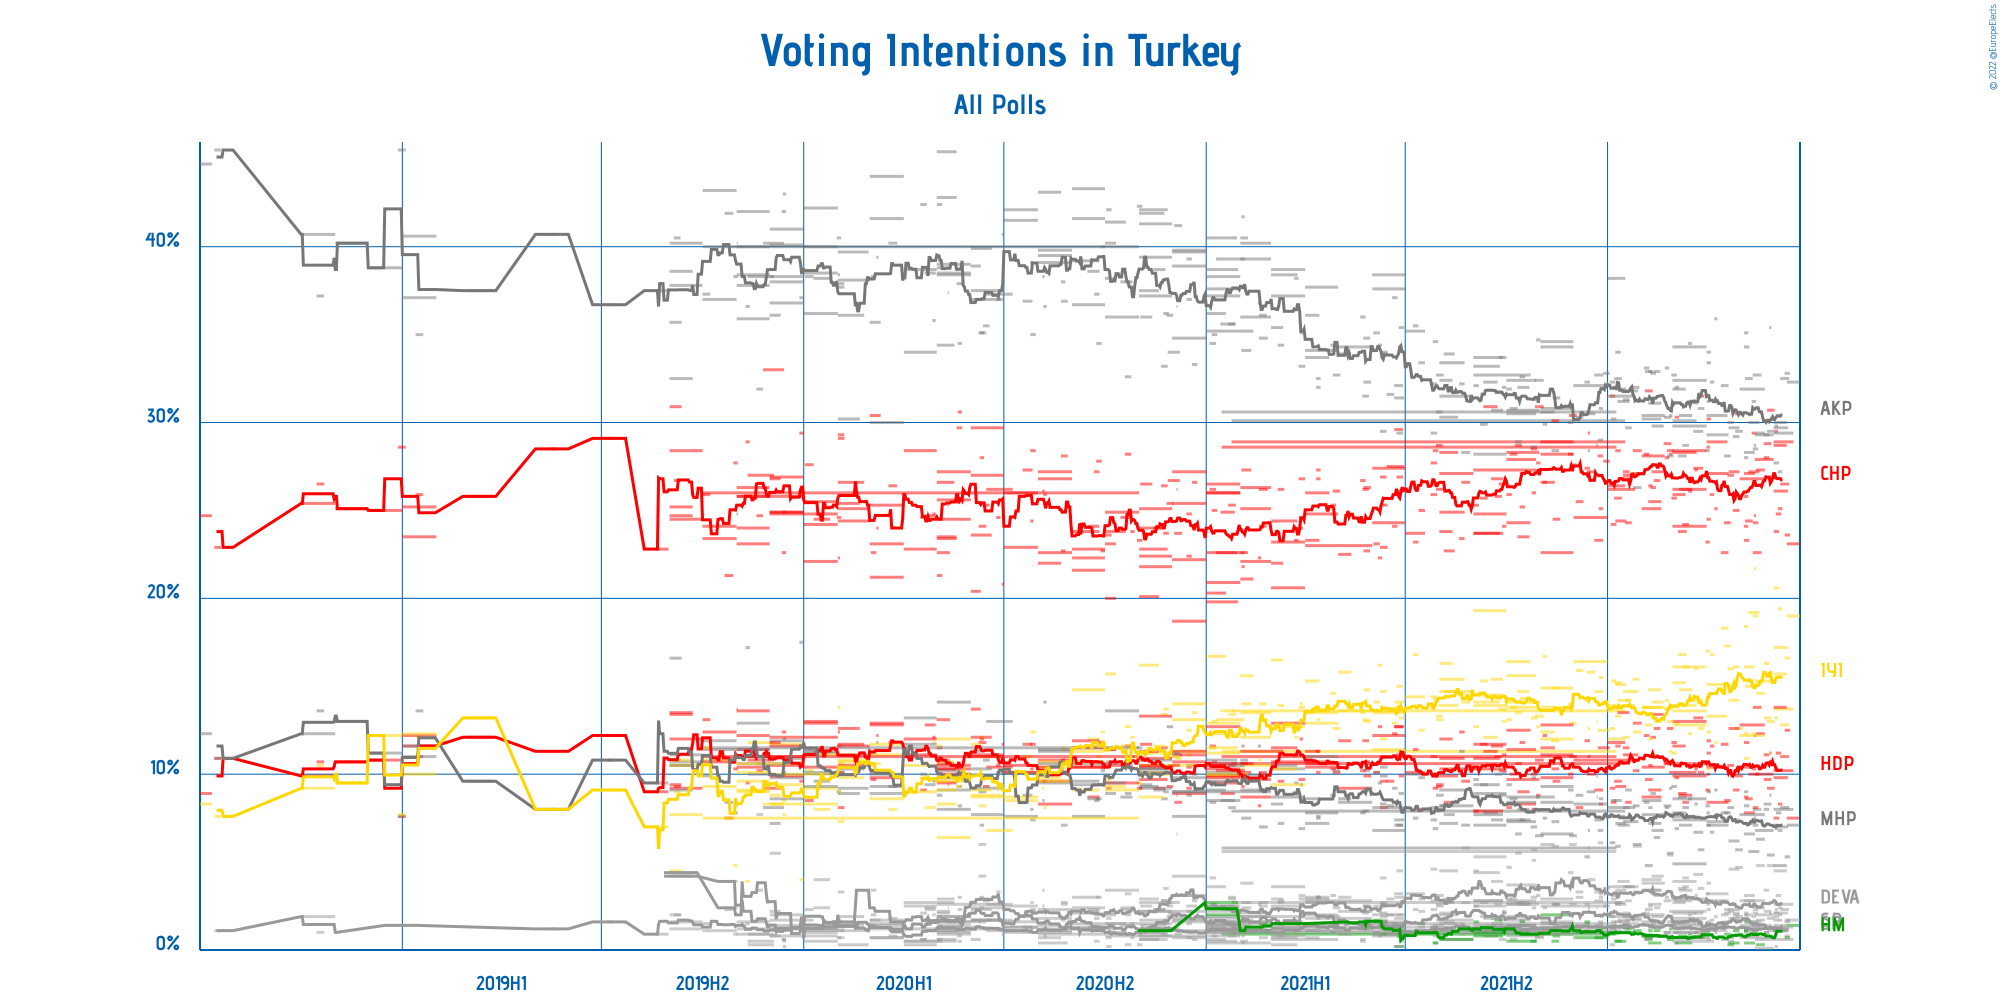 Voting Intentions in Turkey
All Polls
© 2022 @EuropeElects
40%
30%
20%
10%
0%
AKP
CHP
IYI
HDP
MHP
DEVA
HM
2019H1
2019H2
2020H1
2020H2
2021H1
2021H2